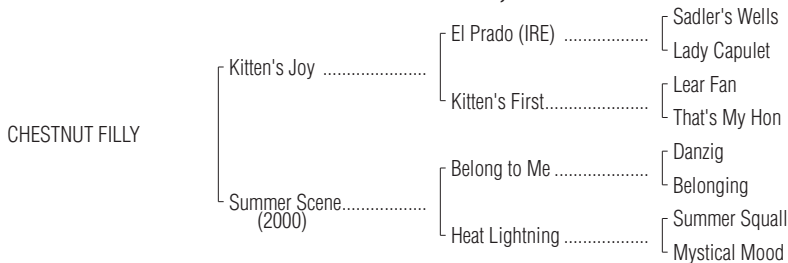 Sadler's Wells
El Prado (IRE) ..................
Lady Capulet
Kitten's Joy ......................
Lear Fan
Kitten's First......................
That's My Hon
CHESTNUT FILLY
Danzig
Belong to Me ....................
Belonging
Summer Scene..................
(2000)
Summer Squall
Heat Lightning ..................
Mystical Mood